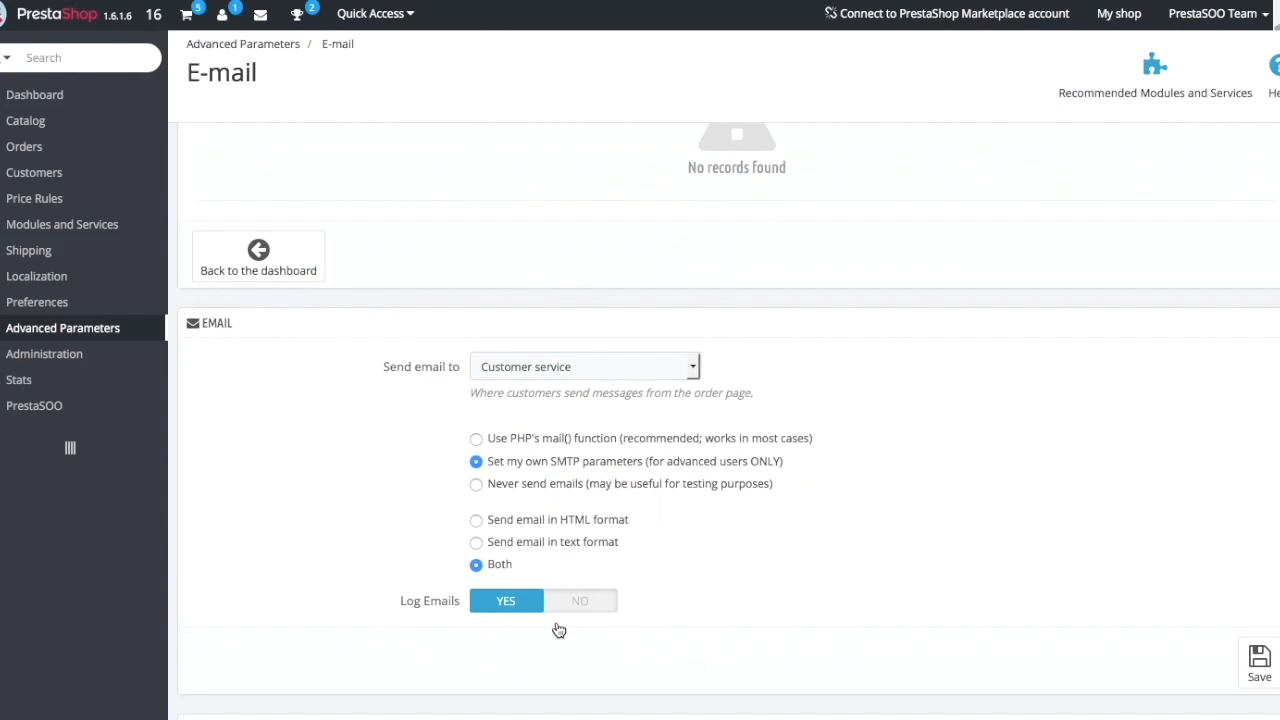 PrestaShop 1.6.1.6 16 5 1 2 Quick Access Connect to PrestaShop Marketplace account My shop PrestaSOO Team
Search
Dashboard
Catalog
Orders
Customers
Price Rules
Modules and Services
Shipping
Localization
Preferences
Advanced Parameters
Administration
Stats
PrestaSOO
Advanced Parameters / E-mail
E-mail
Recommended Modules and Services
No records found
Back to the dashboard
EMAIL
Send email to Customer service
Where customers send messages from the order page.
Use PHP's mail() function (recommended; works in most cases)
Set my own SMTP parameters (for advanced users ONLY)
Never send emails (may be useful for testing purposes)
Send email in HTML format
Send email in text format
Both
Log Emails YES NO
Save